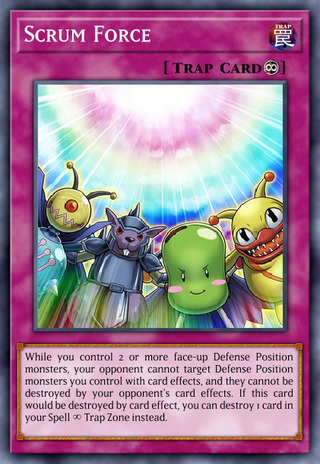 Scrum Force
TRAP
罠
[ Trap Card♾]
While you control 2 or more face-up Defense Position
monsters, your opponent cannot target Defense Position
monsters you control with card effects, and they cannot be
destroyed by your opponent's card effects. If this card
would be destroyed by card effect, you can destroy 1 card in
your Spell ∞ Trap Zone instead.